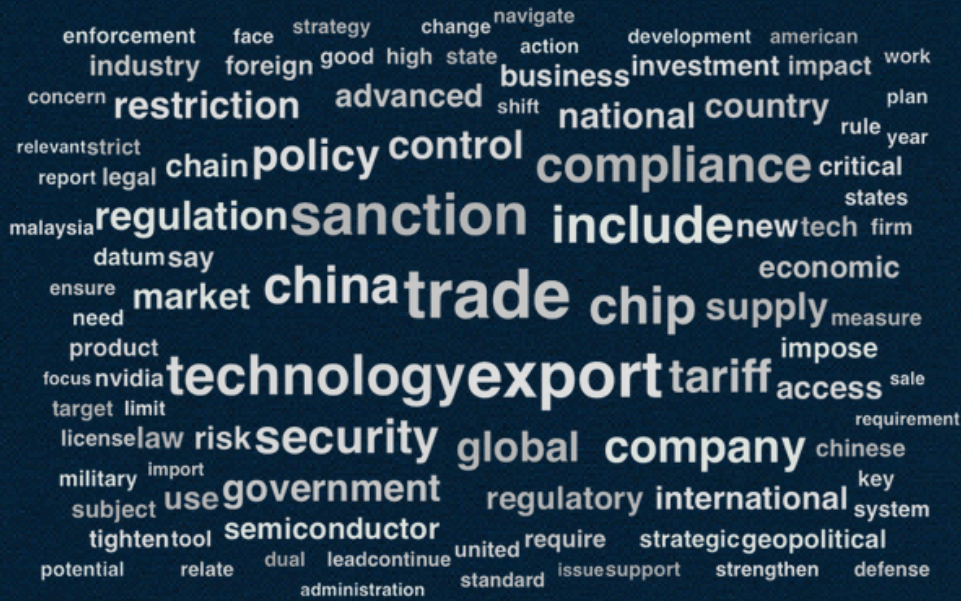 navigate
strategy change
enforcement face development american
action
industry foreign good high state work
business investment impact
concern restriction advanced shift national country plan
rule year
relevant strict
chain policy control compliance critical
report legal
states
malaysia regulation sanction include new tech firm
datum say
economic
ensure market china trade chip supply measure
need
product impose
focus nvidia technology export tariff access sale
target limit
requirement
license law risk security global company chinese
military import key
subject use government regulatory international system
tighten tool semiconductor united require strategic geopolitical
dual lead continue
potential relate standard issue support strengthen defense
administration